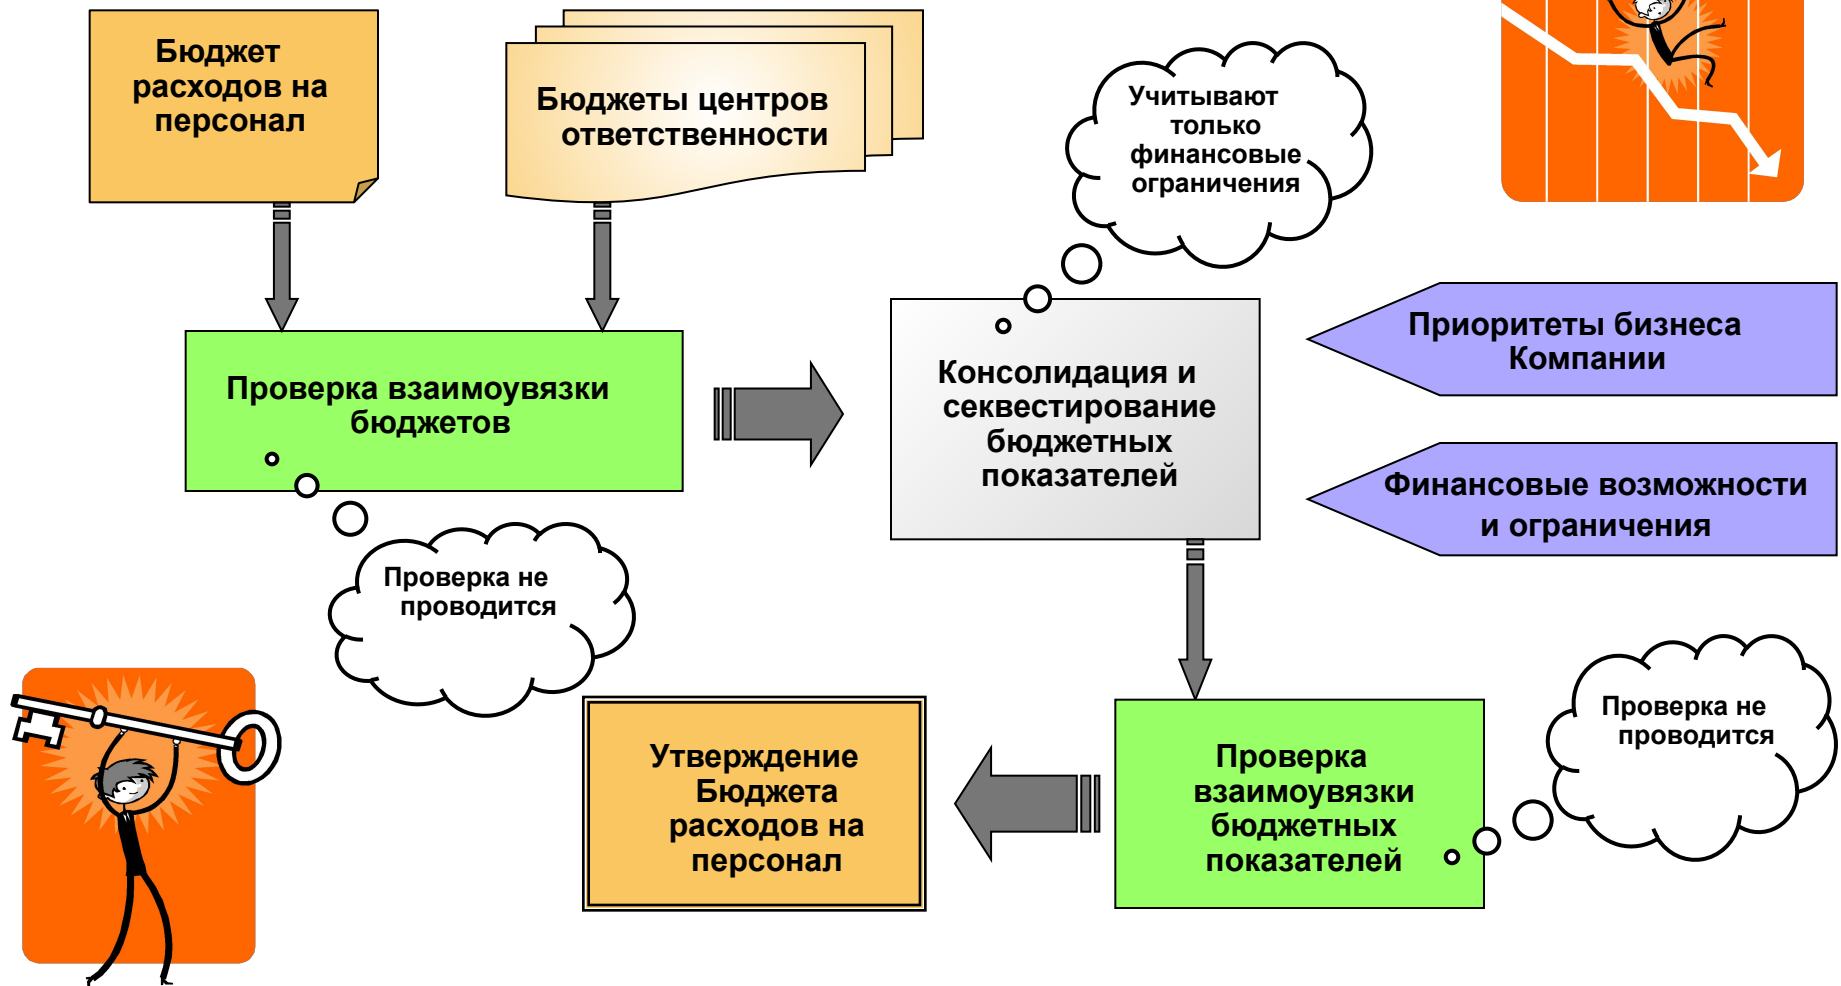 Бюджет
расходов на
персонал
Бюджеты центров
ответственности
Учитывают
только
финансовые
ограничения
Приоритеты бизнеса
Компании
Проверка взаимоувязки
бюджетов
Консолидация и
секвестирование
бюджетных
показателей
Финансовые возможности
и ограничения
Проверка не
проводится
Утверждение
Бюджета
расходов на
персонал
Проверка
взаимоувязки
бюджетных
показателей
Проверка не
проводится